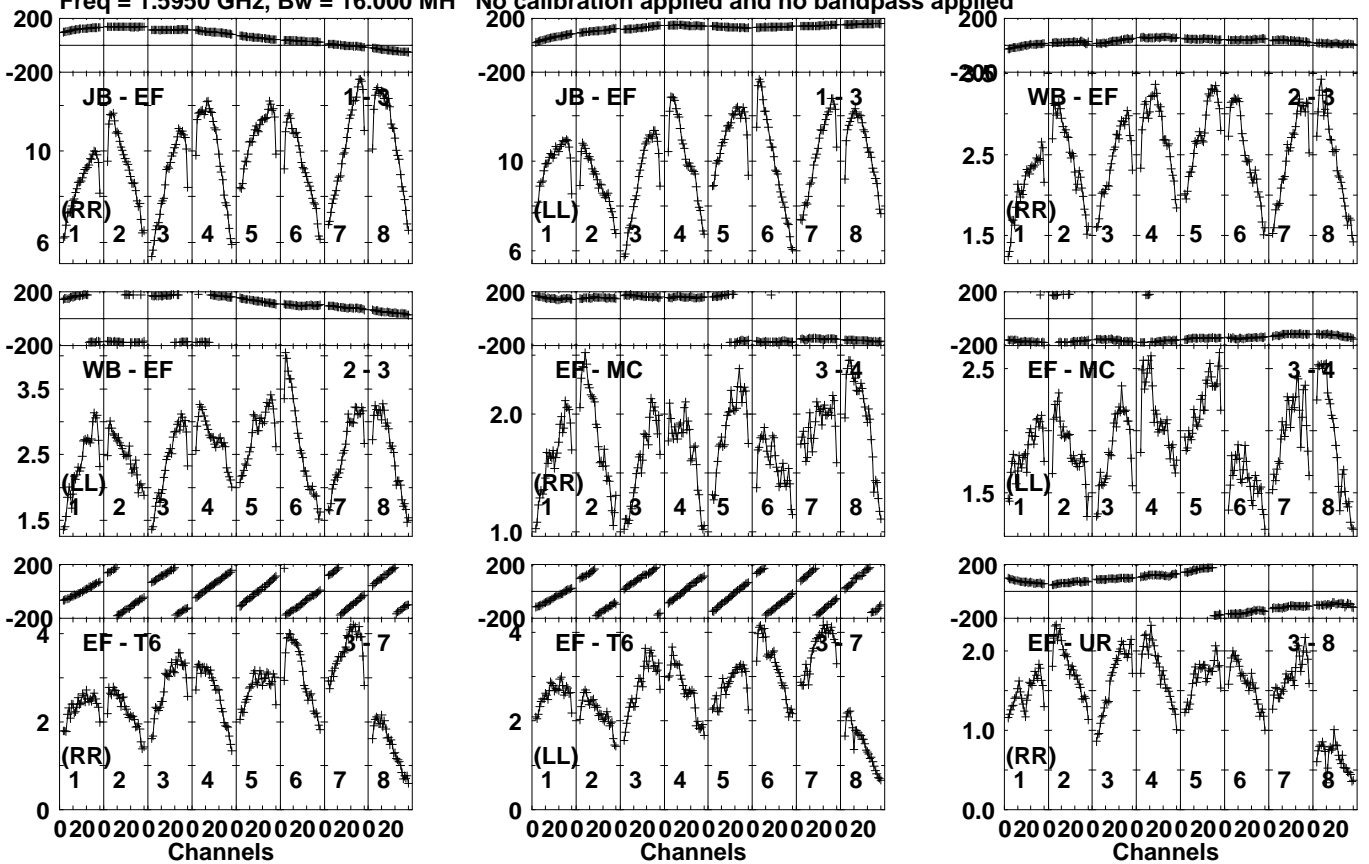 Freq = 1.5950 GHz, Bw = 16.000 MH No calibration applied and no bandpass applied
200
-200
JB - EF 1 - 3
10
6
(RR)
1 2 3 4 5 6 7 8
200
-200
JB - EF 1 - 3
10
6
(LL)
1 2 3 4 5 6 7 8
200
-200
3.5
WB - EF 2 - 3
2.5
1.5
(RR)
1 2 3 4 5 6 7 8
200
-200
WB - EF 2 - 3
3.5
2.5
1.5
(LL)
1 2 3 4 5 6 7 8
200
-200
EF - MC 3 - 4
2.0
1.0
(RR)
1 2 3 4 5 6 7 8
200
-200
EF - MC 3 - 4
2.5
1.5
(LL)
1 2 3 4 5 6 7 8
200
-200
EF - T6 3 - 7
4
2
0
(RR)
1 2 3 4 5 6 7 8
0 20 0 20 0 20 0 20 0 20 0 20 0 20 0 20
Channels
200
-200
EF - T6 3 - 7
4
2
0
(LL)
1 2 3 4 5 6 7 8
0 20 0 20 0 20 0 20 0 20 0 20 0 20 0 20
Channels
200
-200
EF - UR 3 - 8
2.0
1.0
0.0
(RR)
1 2 3 4 5 6 7 8
0 20 0 20 0 20 0 20 0 20 0 20 0 20 0 20
Channels